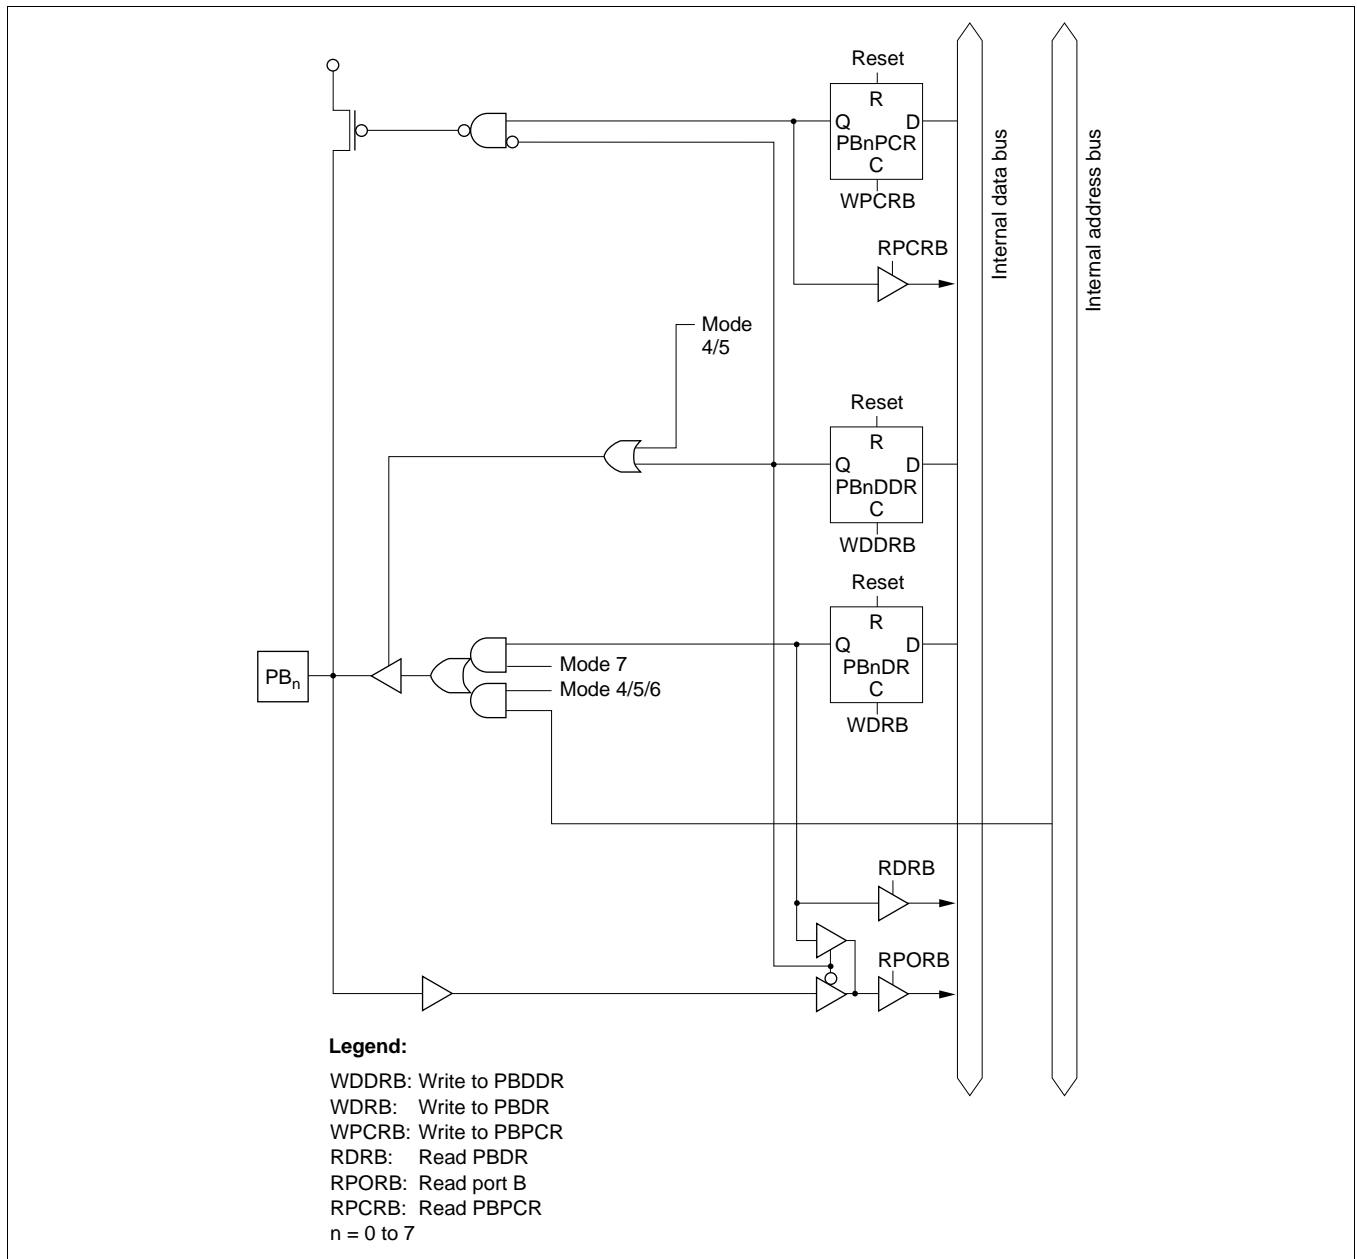 Reset
R
Q D
PBnPCR
C
WPCRB
Internal data bus
Internal address bus
RPCRB
Mode
4/5
Reset
R
Q D
PBnDDR
C
WDDRB
Reset
R
Q D
PBnDR
C
WDRB
PBn
Mode 7
Mode 4/5/6
RDRB
RPORB
Legend:
WDDRB: Write to PBDDR
WDRB: Write to PBDR
WPCRB: Write to PBPCR
RDRB: Read PBDR
RPORB: Read port B
RPCRB: Read PBPCR
n = 0 to 7